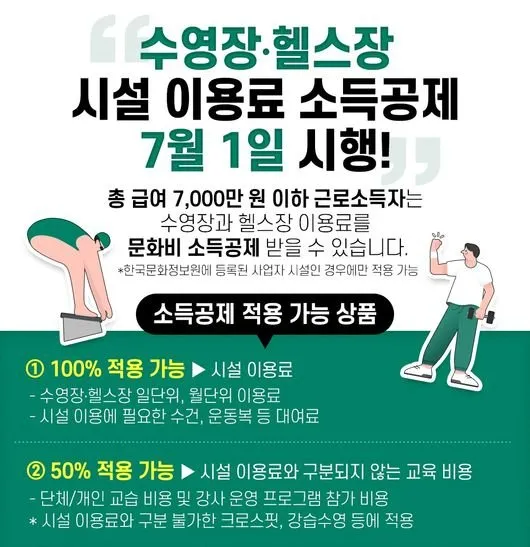 수영장·헬스장
시설 이용료 소득공제
7월 1일 시행!
총 급여 7,000만 원 이하 근로소득자는
수영장과 헬스장 이용료를
문화비 소득공제 받을 수 있습니다.
*한국문화정보원에 등록된 사업자 시설인 경우에만 적용 가능
소득공제 적용 가능 상품
① 100% 적용 가능 ▶ 시설 이용료
- 수영장·헬스장 일단위, 월단위 이용료
- 시설 이용에 필요한 수건, 운동복 등 대여료
② 50% 적용 가능 ▶ 시설 이용료와 구분되지 않는 교육 비용
- 단체/개인 교습 비용 및 강사 운영 프로그램 참가 비용
* 시설 이용료와 구분 불가한 크로스핏, 강습수영 등에 적용